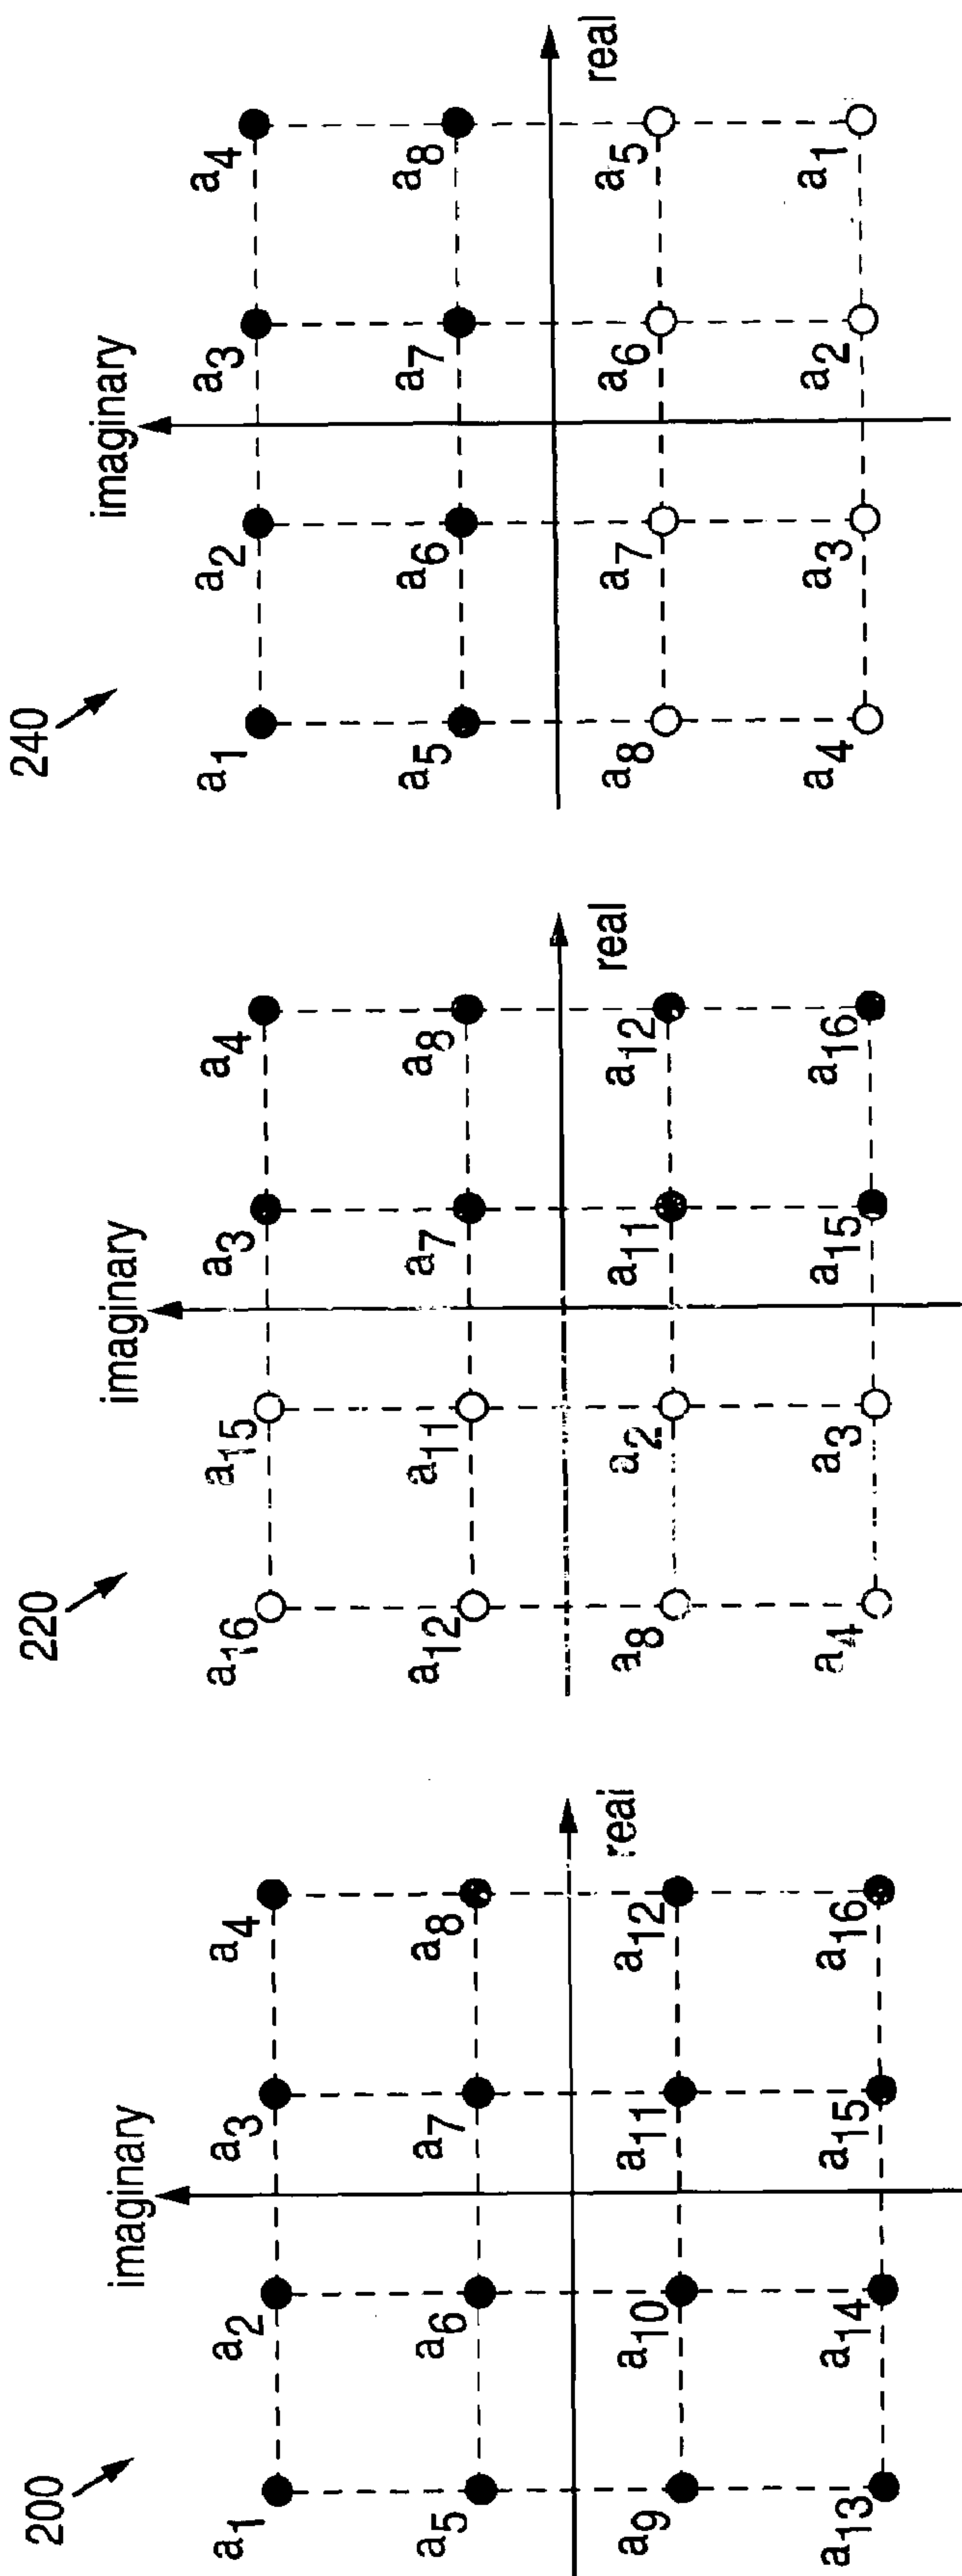 200
imaginary
a1 a2 a3 a4
a5 a6 a7 a8
real
a9 a10 a11 a12
a13 a14 a15 a16
220
imaginary
a16 a15 a3 a4
a12 a11 a7 a8
real
a8 a2 a11 a12
a4 a3 a15 a16
240
imaginary
a1 a2 a3 a4
a5 a6 a7 a8
real
a8 a7 a6 a5
a4 a3 a2 a1